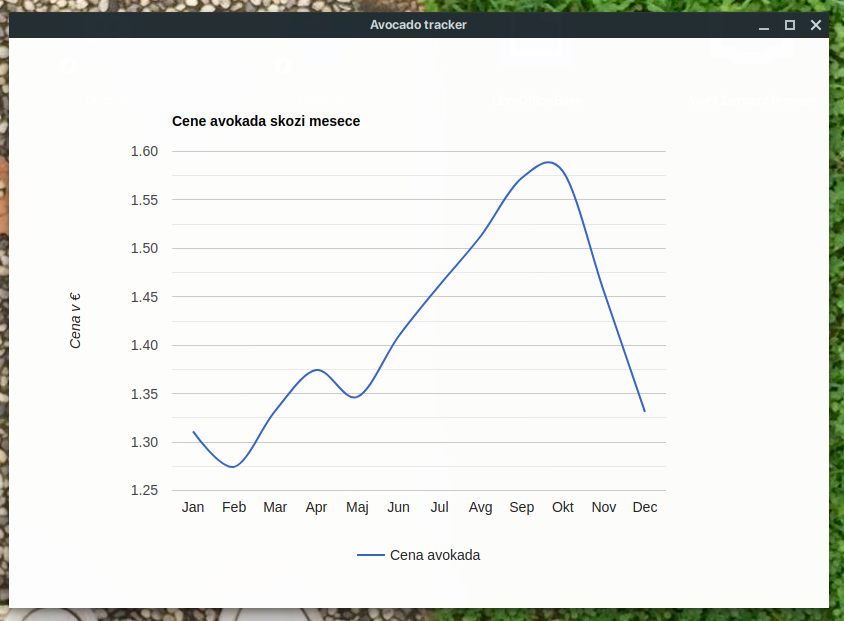 Avocado tracker
Cene avokada skozi mesece
1.60
1.55
1.50
1.45
1.40
1.35
1.30
1.25
Cena v €
Jan Feb Mar Apr Maj Jun Jul Avg Sep Okt Nov Dec
Cena avokada